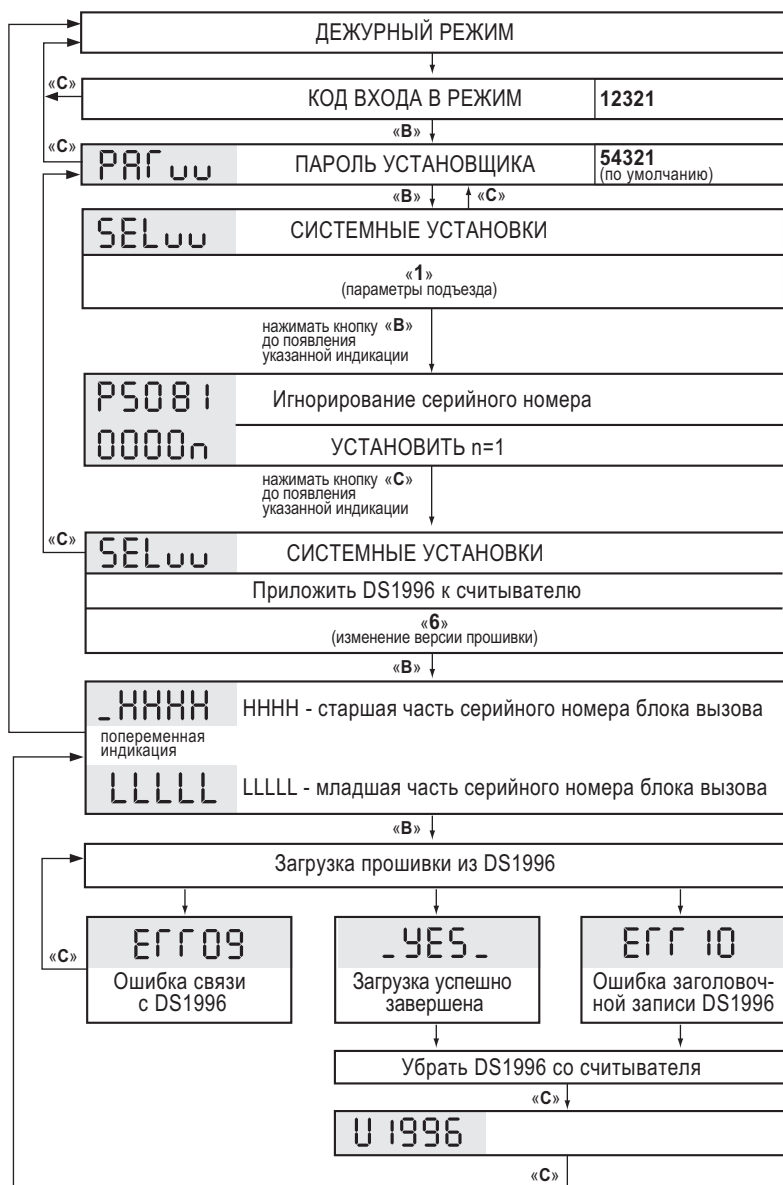 ДЕЖУРНЫЙ РЕЖИМ
«С»
КОД ВХОДА В РЕЖИМ 12321
«В»
«С»
PAГuu ПАРОЛЬ УСТАНОВЩИКА 54321
(по умолчанию)
«В» «С»
SELuu СИСТЕМНЫЕ УСТАНОВКИ
«1»
(параметры подъезда)
нажимать кнопку «В»
до появления
указанной индикации
PS081 Игнорирование серийного номера
0000n УСТАНОВИТЬ n=1
нажимать кнопку «С»
до появления
указанной индикации
«С»
SELuu СИСТЕМНЫЕ УСТАНОВКИ
Приложить DS1996 к считывателю
«6»
(изменение версии прошивки)
«В»
_HHHH HHHH - старшая часть серийного номера блока вызова
попеременная
индикация
LLLLL LLLLL - младшая часть серийного номера блока вызова
«В»
Загрузка прошивки из DS1996
«С»
EГГ09
Ошибка связи
с DS1996
_YES_
Загрузка успешно
завершена
EГГ10
Ошибка заголовоч-
ной записи DS1996
Убрать DS1996 со считывателя
«С»
U1996
«С»